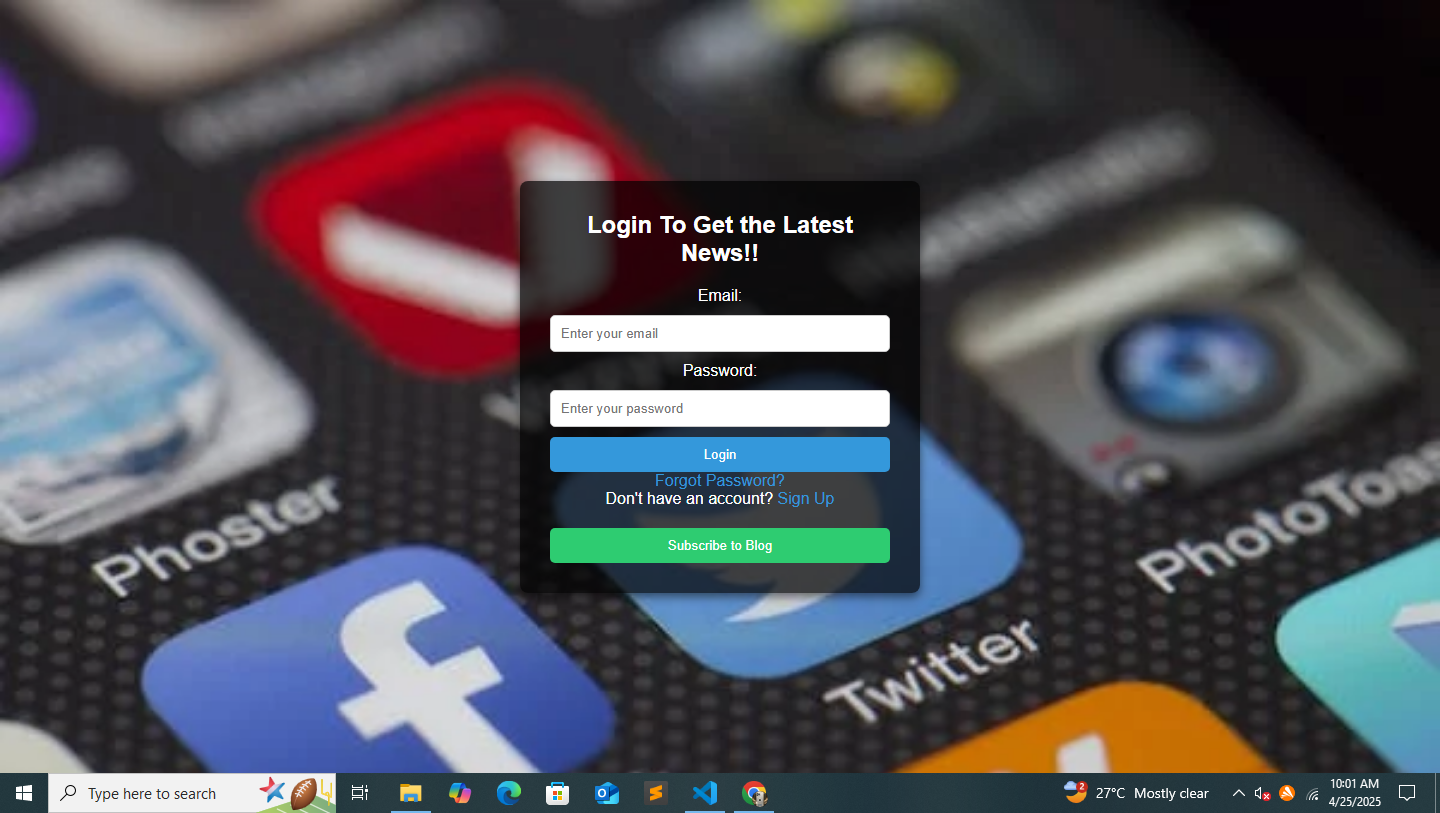 Login To Get the Latest
News!!
Email:
Enter your email
Password:
Enter your password
Login
Forgot Password?
Don't have an account? Sign Up
Subscribe to Blog
Phoster
PhotoToas
Twitter
Type here to search
2
27°C Mostly clear
10:01 AM
4/25/2025